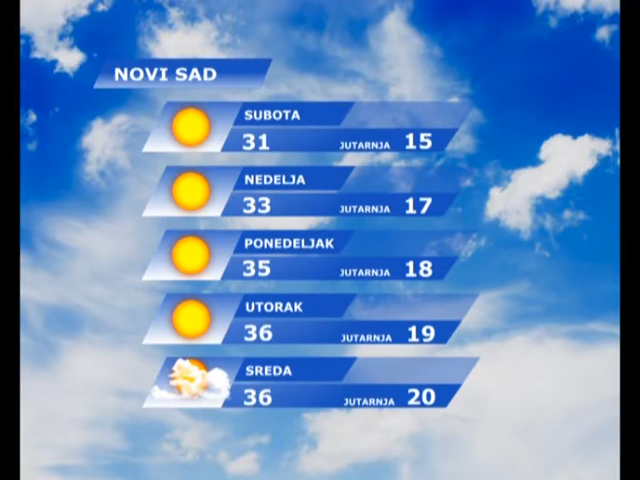 NOVI SAD
SUBOTA
31 JUTARNJA 15
NEDELJA
33 JUTARNJA 17
PONEDELJAK
35 JUTARNJA 18
UTORAK
36 JUTARNJA 19
SREDA
36 JUTARNJA 20